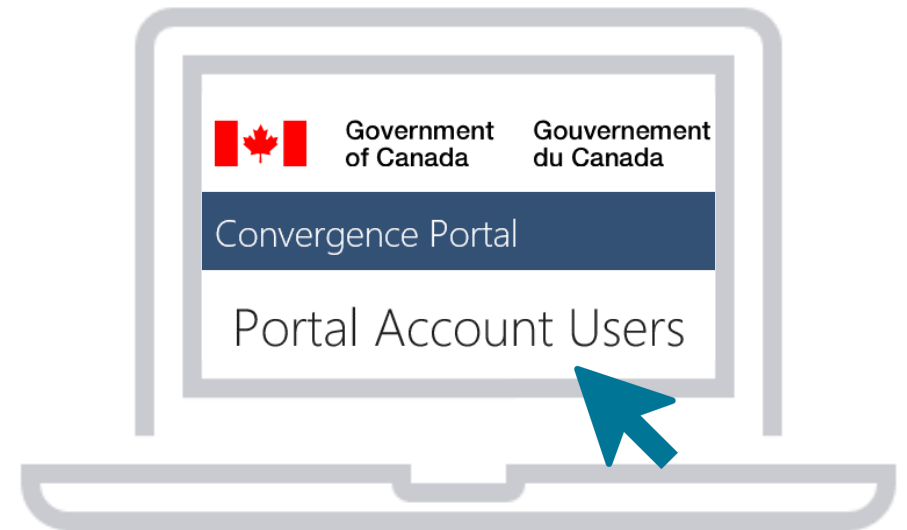 Government
of Canada
Gouvernement
du Canada
Convergence Portal
Portal Account Users